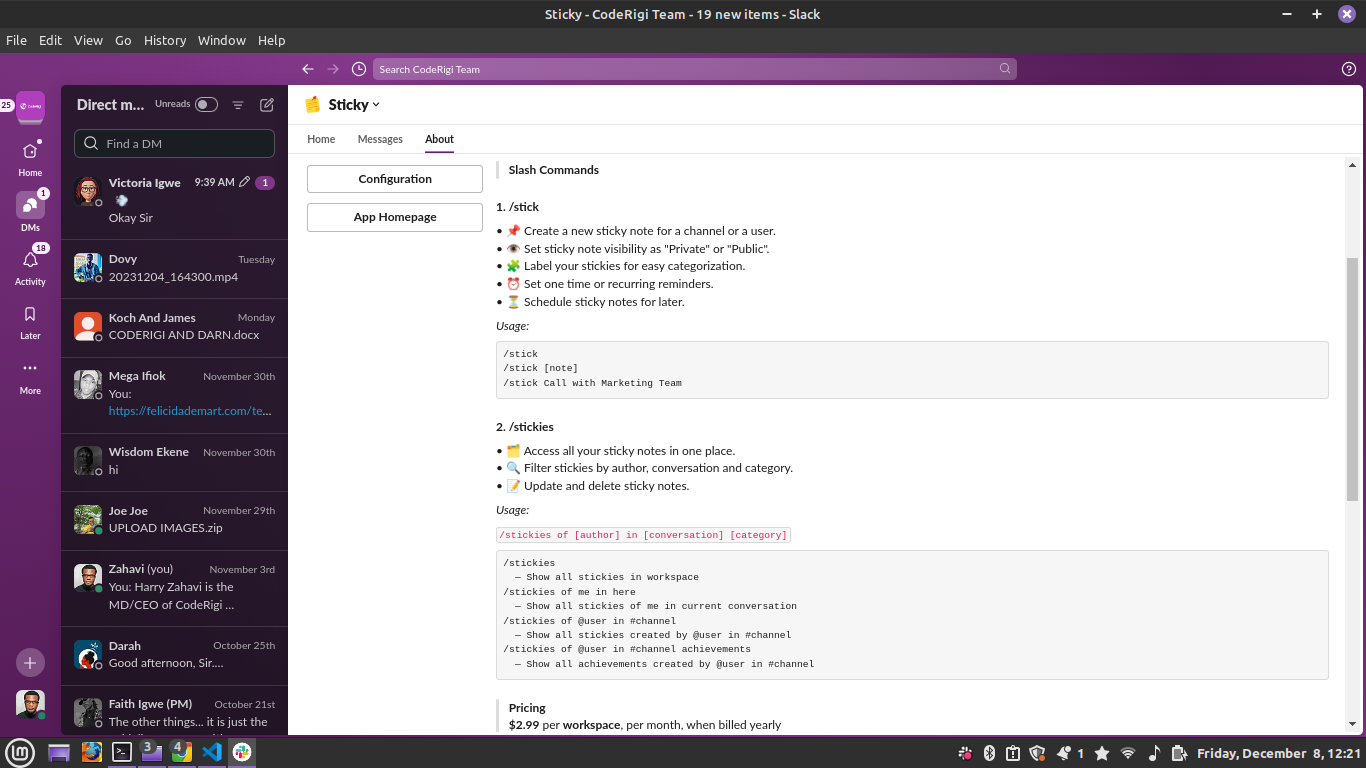 Sticky - CodeRigi Team - 19 new items - Slack
File Edit View Go History Window Help
Search CodeRigi Team
25
Home
1
DMs
18
Activity
Later
More
Direct m... Unreads
Find a DM
Victoria Igwe 9:39 AM 1
Okay Sir
Dovy Tuesday
20231204_164300.mp4
Koch And James Monday
CODERIGI AND DARN.docx
Mega Ifiok November 30th
You:
https://felicidademart.com/te...
Wisdom Ekene November 30th
hi
Joe Joe November 29th
UPLOAD IMAGES.zip
Zahavi (you) November 3rd
You: Harry Zahavi is the
MD/CEO of CodeRigi ...
Darah October 25th
Good afternoon, Sir....
Faith Igwe (PM) October 21st
The other things... it is just the
Sticky
Home Messages About
Configuration
App Homepage
Slash Commands
1. /stick
• 📌 Create a new sticky note for a channel or a user.
• 👁️ Set sticky note visibility as "Private" or "Public".
• 🧩 Label your stickies for easy categorization.
• ⏰ Set one time or recurring reminders.
• ⏳ Schedule sticky notes for later.
Usage:
/stick
/stick [note]
/stick Call with Marketing Team
2. /stickies
• 🗂️ Access all your sticky notes in one place.
• 🔍 Filter stickies by author, conversation and category.
• 📝 Update and delete sticky notes.
Usage:
/stickies of [author] in [conversation] [category]
/stickies
— Show all stickies in workspace
/stickies of me in here
— Show all stickies of me in current conversation
/stickies of @user in #channel
— Show all stickies created by @user in #channel
/stickies of @user in #channel achievements
— Show all achievements created by @user in #channel
Pricing
$2.99 per workspace, per month, when billed yearly
3 4 1 Friday, December 8, 12:21